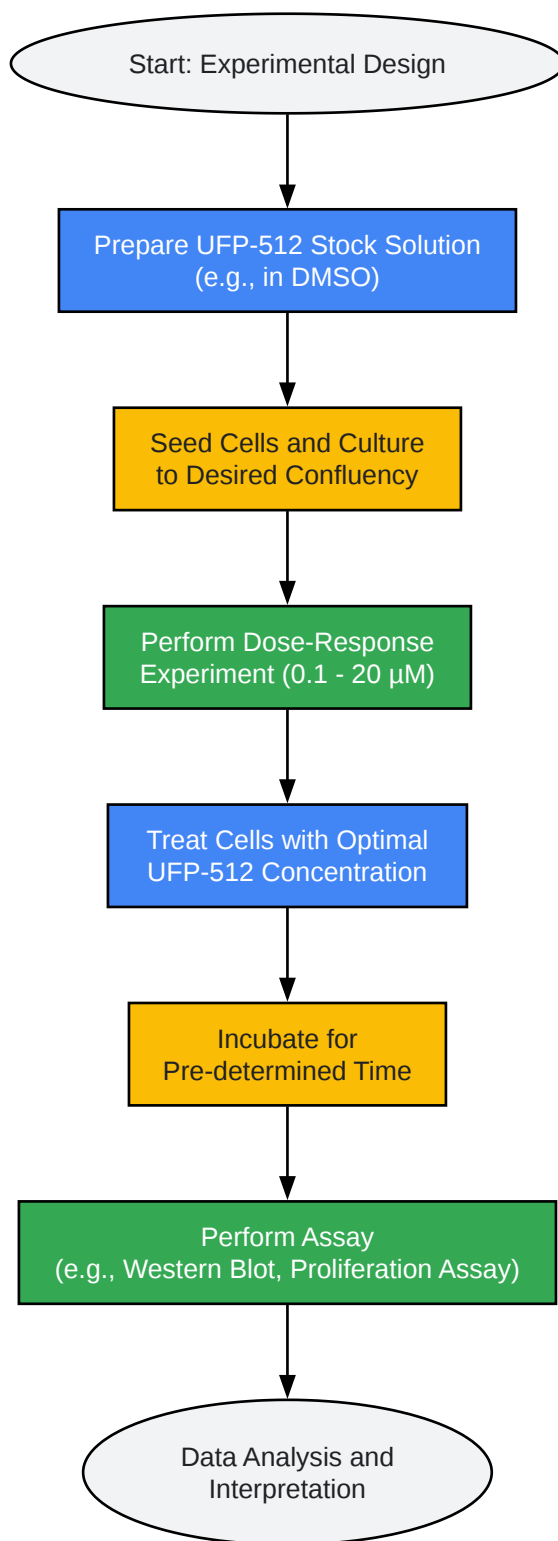 Start: Experimental Design
Prepare UFP-512 Stock Solution
(e.g., in DMSO)
Seed Cells and Culture
to Desired Confluency
Perform Dose-Response
Experiment (0.1 - 20 µM)
Treat Cells with Optimal
UFP-512 Concentration
Incubate for
Pre-determined Time
Perform Assay
(e.g., Western Blot, Proliferation Assay)
Data Analysis and
Interpretation